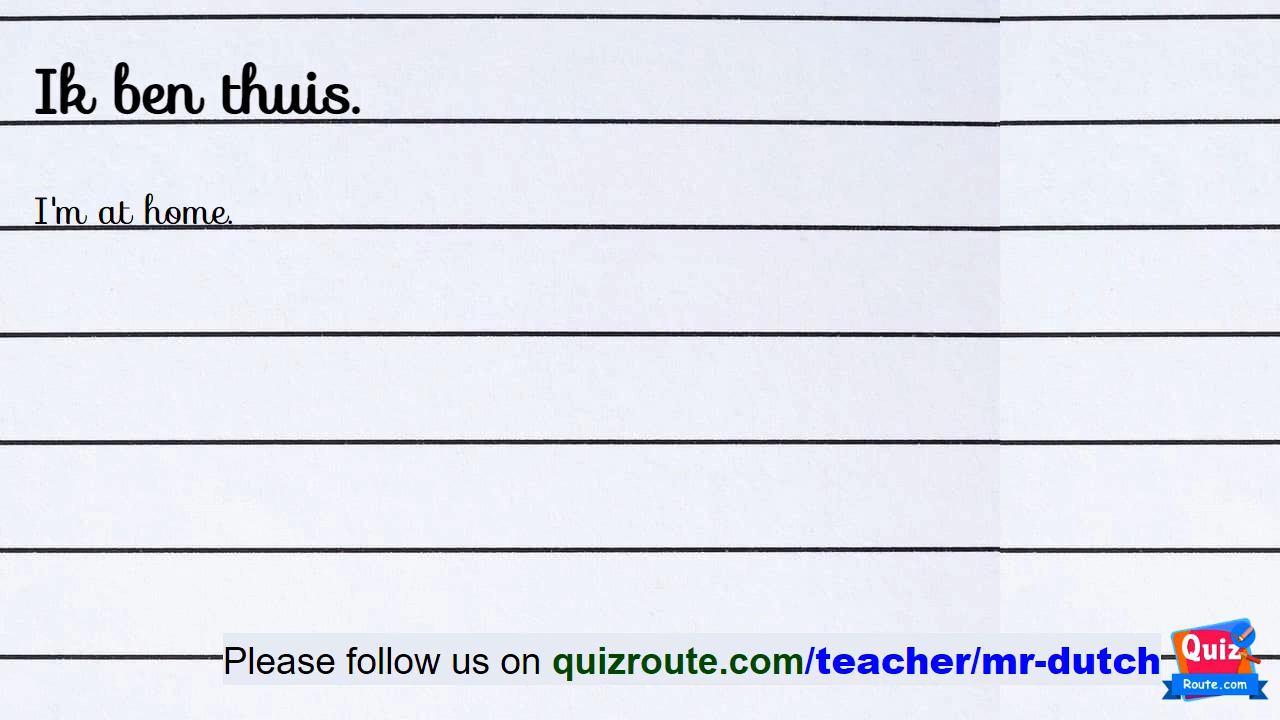 Ik ben thuis.
I'm at home.
Please follow us on quizroute.com/teacher/mr-dutch
Quiz
Route.com